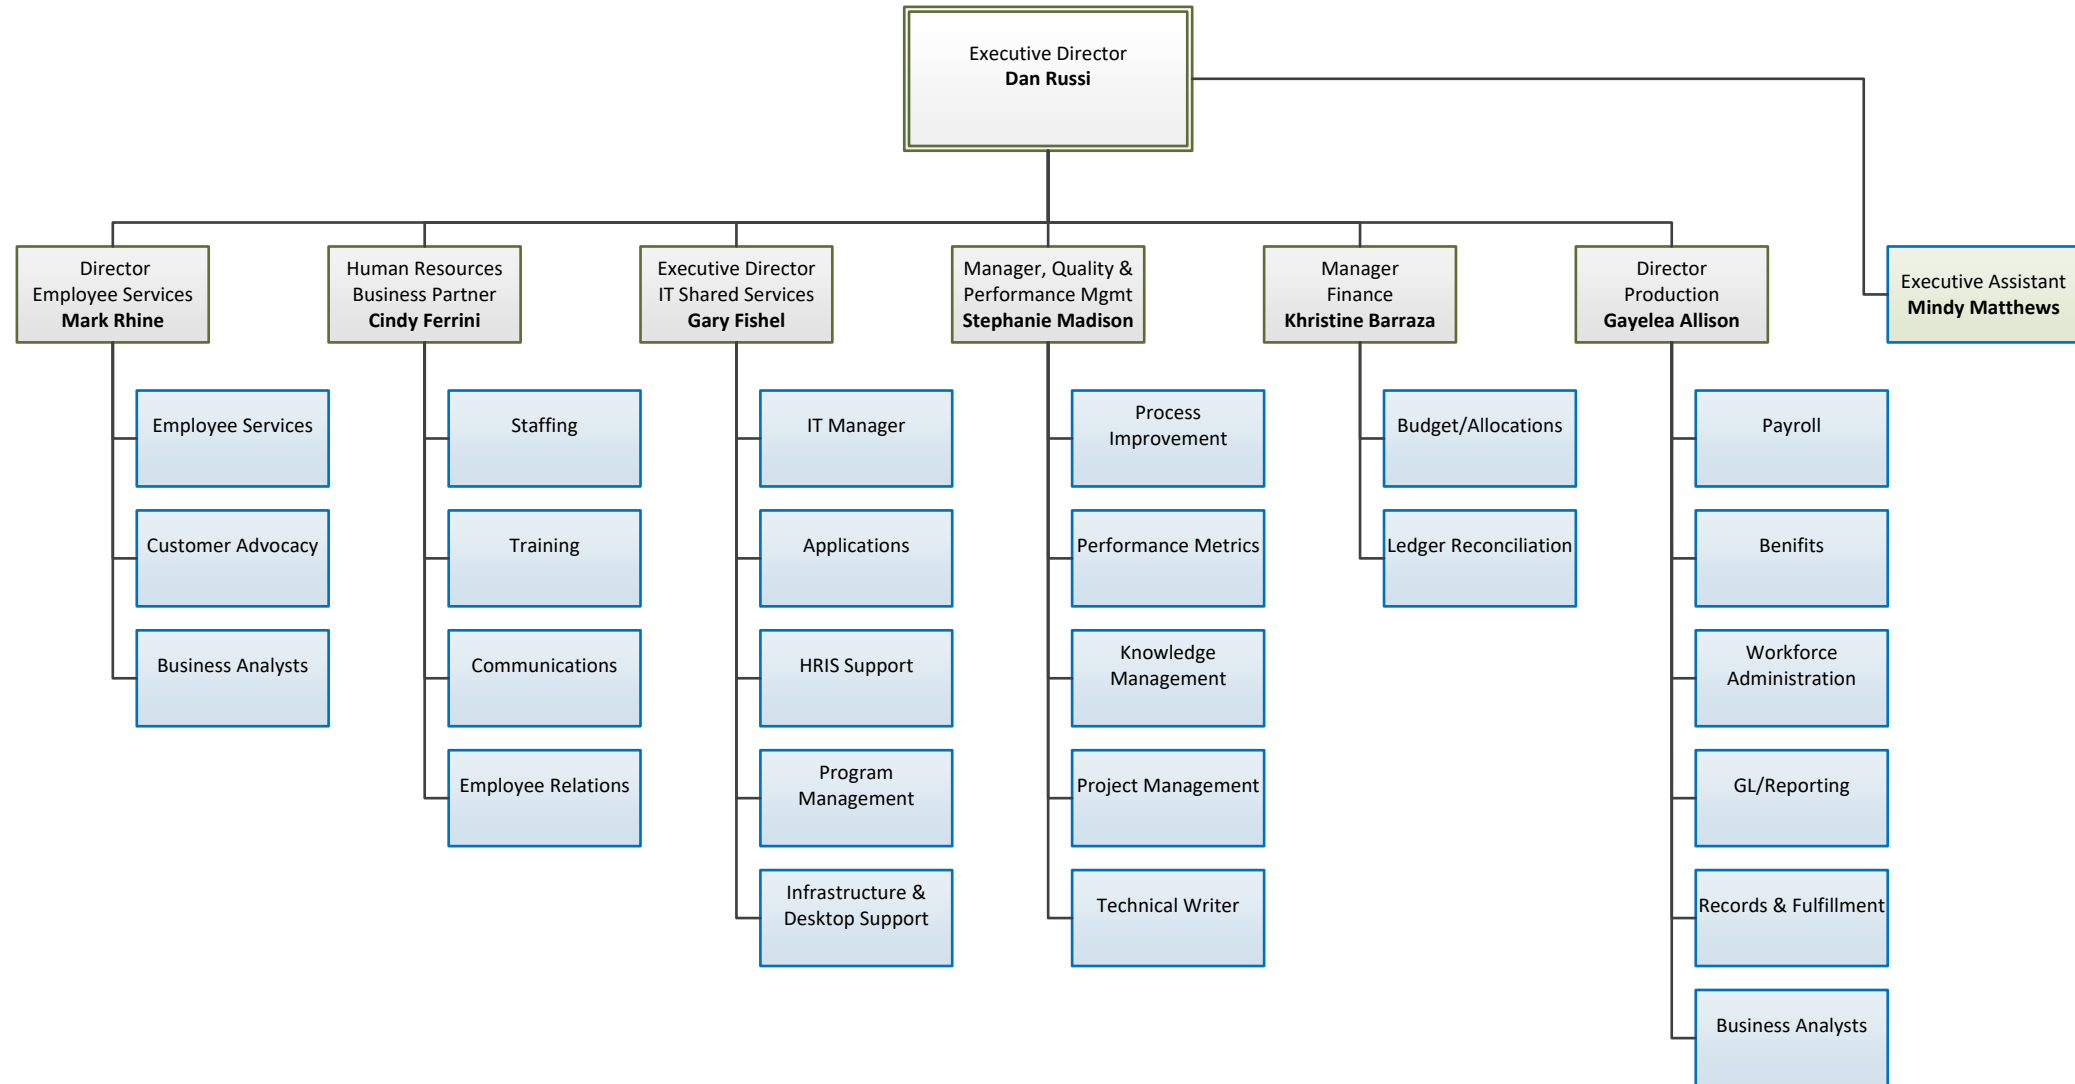 Executive Director
Dan Russi
Director
Employee Services
Mark Rhine
Human Resources
Business Partner
Cindy Ferrini
Executive Director
IT Shared Services
Gary Fishel
Manager, Quality &
Performance Mgmt
Stephanie Madison
Manager
Finance
Khristine Barraza
Director
Production
Gayelea Allison
Executive Assistant
Mindy Matthews
Employee Services
Customer Advocacy
Business Analysts
Staffing
Training
Communications
Employee Relations
IT Manager
Applications
HRIS Support
Program
Management
Infrastructure &
Desktop Support
Process
Improvement
Performance Metrics
Knowledge
Management
Project Management
Technical Writer
Budget/Allocations
Ledger Reconciliation
Payroll
Benifits
Workforce
Administration
GL/Reporting
Records & Fulfillment
Business Analysts